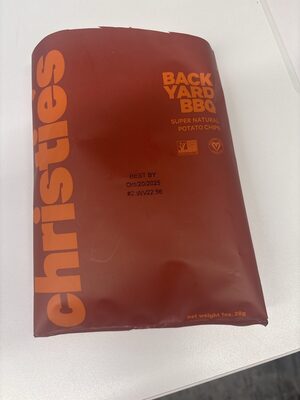 christies
BACK
YARD
BBQ
SUPER NATURAL
POTATO CHIPS
BEST BY
net weight 1oz. 28g